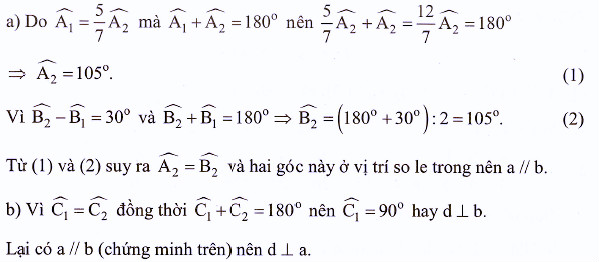 a) Do $\widehat{A_1} = \frac{5}{7}\widehat{A_2}$ mà $\widehat{A_1} + \widehat{A_2} = 180^o$ nên $\frac{5}{7}\widehat{A_2} + \widehat{A_2} = \frac{12}{7}\widehat{A_2} = 180^o$
$\Rightarrow \widehat{A_2} = 105^o$. (1)
Vì $\widehat{B_2} - \widehat{B_1} = 30^o$ và $\widehat{B_2} + \widehat{B_1} = 180^o \Rightarrow \widehat{B_2} = (180^o + 30^o) : 2 = 105^o$. (2)
Từ (1) và (2) suy ra $\widehat{A_2} = \widehat{B_2}$ và hai góc này ở vị trí so le trong nên a // b.
b) Vì $\widehat{C_1} = \widehat{C_2}$ đồng thời $\widehat{C_1} + \widehat{C_2} = 180^o$ nên $\widehat{C_1} = 90^o$ hay d ⊥ b.
Lại có a // b (chứng minh trên) nên d ⊥ a.